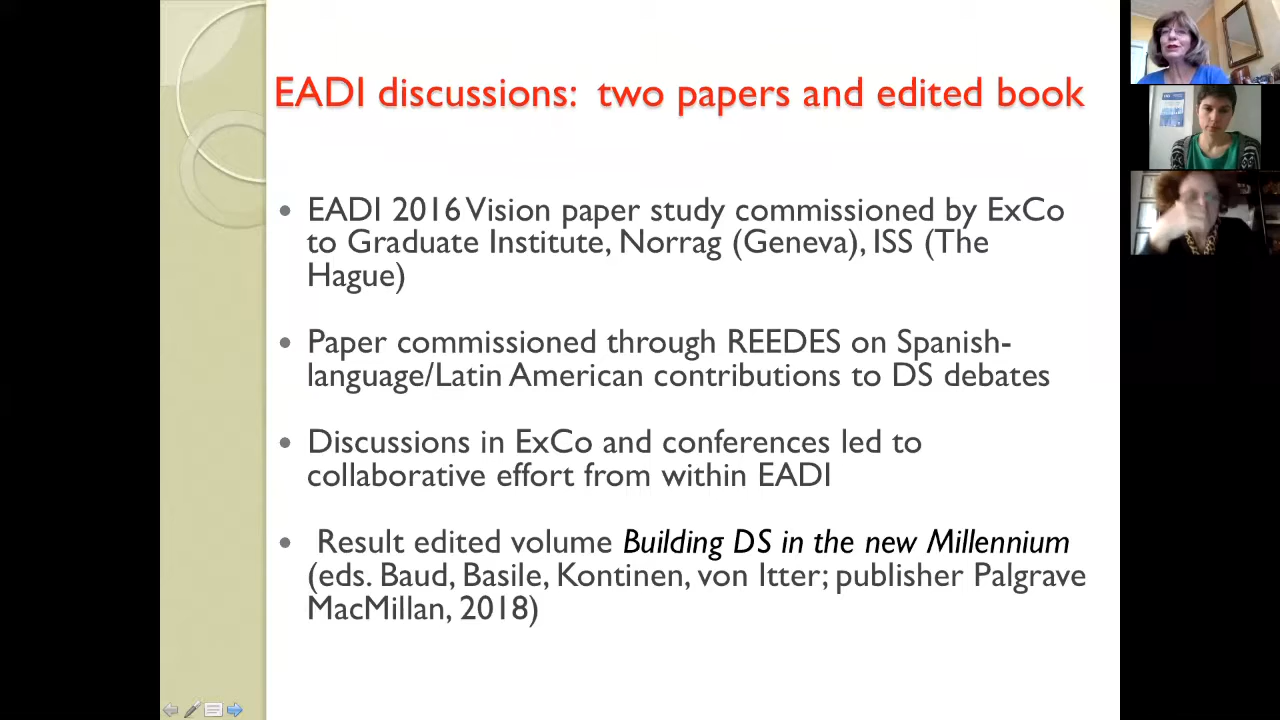 EADI discussions: two papers and edited book
• EADI 2016 Vision paper study commissioned by ExCo
to Graduate Institute, Norrag (Geneva), ISS (The
Hague)
• Paper commissioned through REEDES on Spanish-
language/Latin American contributions to DS debates
• Discussions in ExCo and conferences led to
collaborative effort from within EADI
• Result edited volume Building DS in the new Millennium
(eds. Baud, Basile, Kontinen, von Itter; publisher Palgrave
MacMillan, 2018)